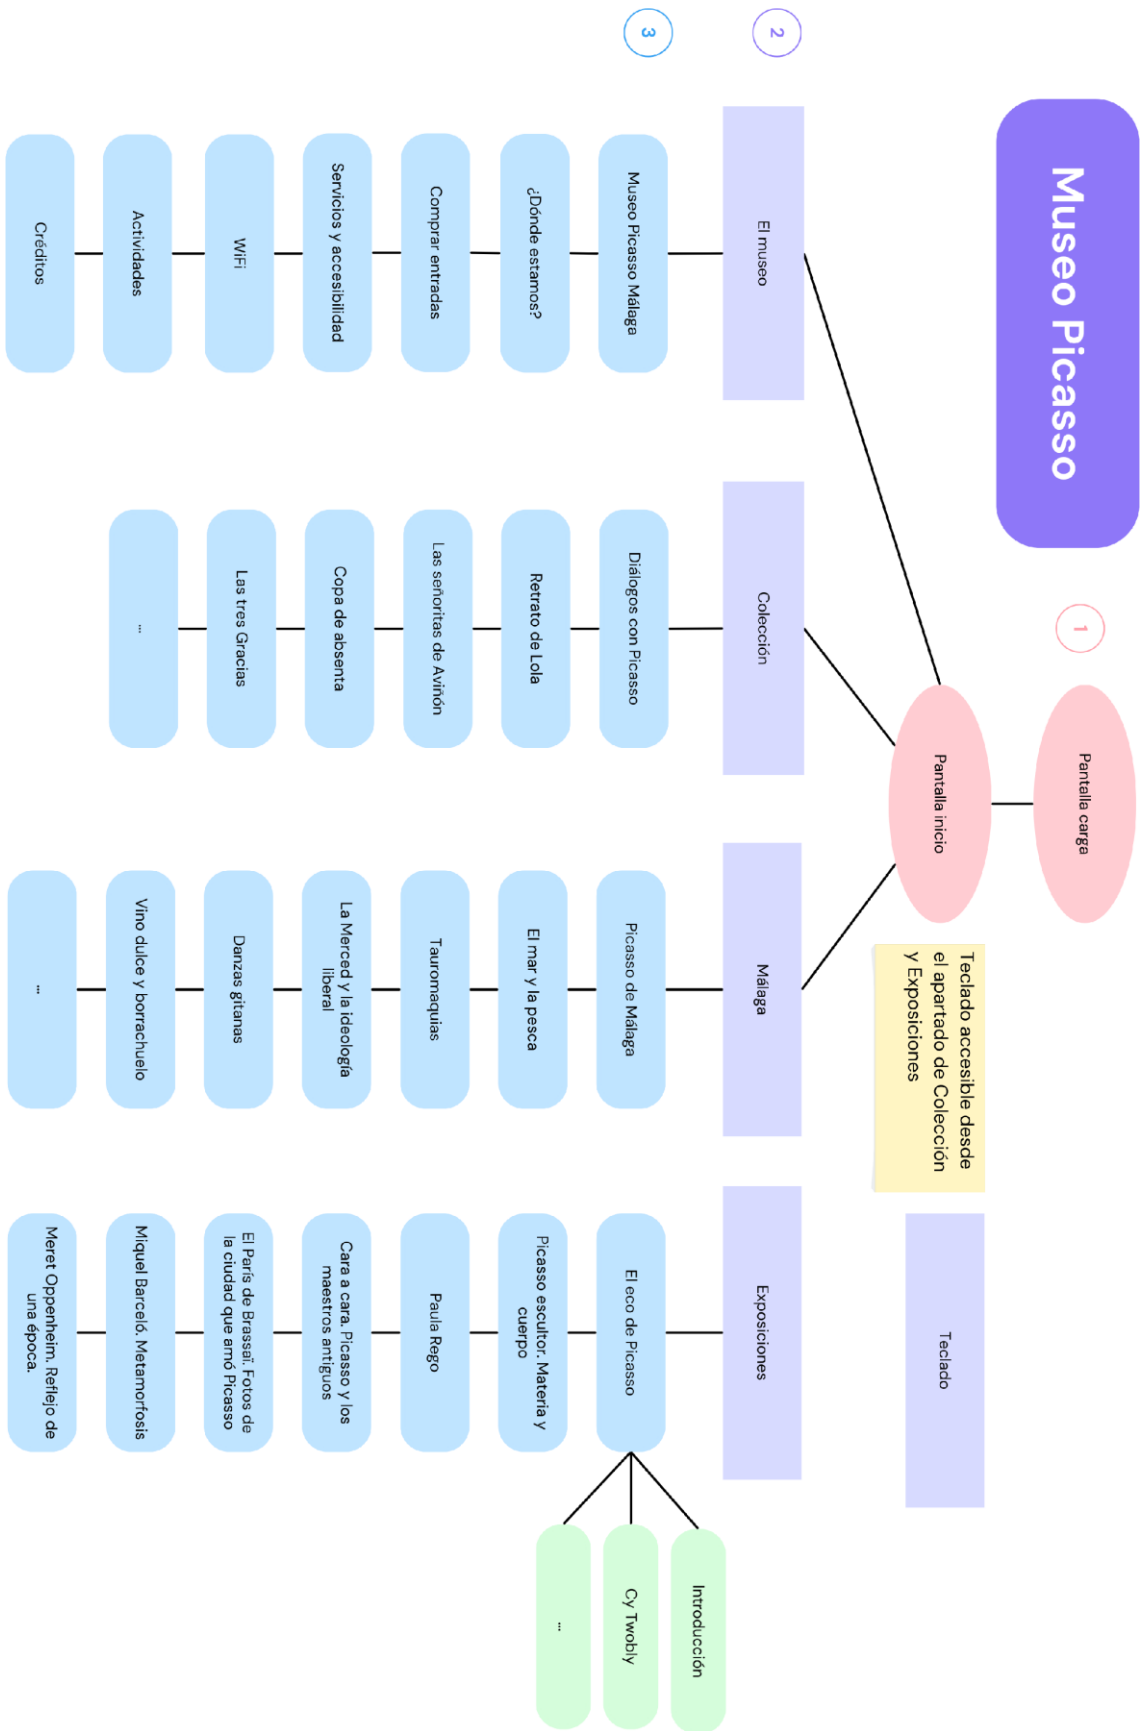 Museo Picasso
1
Pantalla carga
Pantalla inicio
Teclado accesible desde
el apartado de Colección
y Exposiciones
Teclado
2
El museo
Colección
Málaga
Exposiciones
3
Museo Picasso Málaga
¿Dónde estamos?
Comprar entradas
Servicios y accesibilidad
WiFi
Actividades
Créditos
Diálogos con Picasso
Retrato de Lola
Las señoritas de Aviñón
Copa de absenta
Las tres Gracias
...
Picasso de Málaga
El mar y la pesca
Tauromaquias
La Merced y la ideología
liberal
Danzas gitanas
Vino dulce y borrachuelo
...
El eco de Picasso
Picasso escultor. Materia y
cuerpo
Paula Rego
Cara a cara. Picasso y los
maestros antiguos
El París de Brassaï. Fotos de
la ciudad que amó Picasso
Miquel Barceló. Metamorfosis
Meret Oppenheim. Reflejo de
una época.
Introducción
Cy Twobly
...